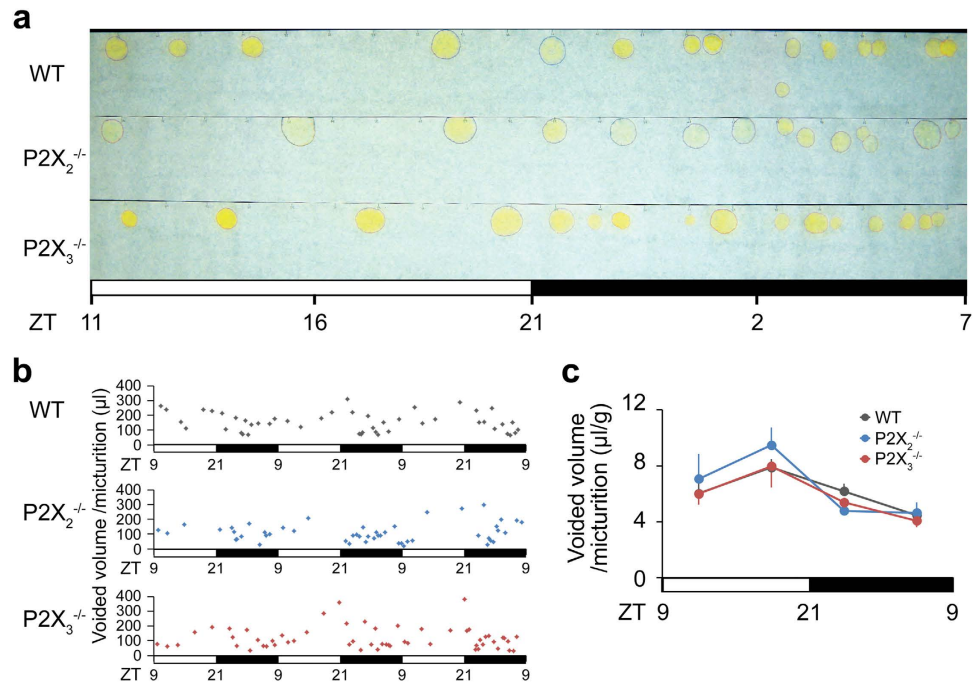 a
WT
P2X2-/-
P2X3-/-
ZT 11 16 21 2 7
b
Voided volume /micturition (µl)
WT
400
300
200
100
0
ZT 9 21 9 21 9 21 9
P2X2-/-
400
300
200
100
0
ZT 9 21 9 21 9 21 9
P2X3-/-
400
300
200
100
0
ZT 9 21 9 21 9 21 9
c
Voided volume
/micturition (µl/g)
12
8
4
0
WT
P2X2-/-
P2X3-/-
ZT 9 21 9